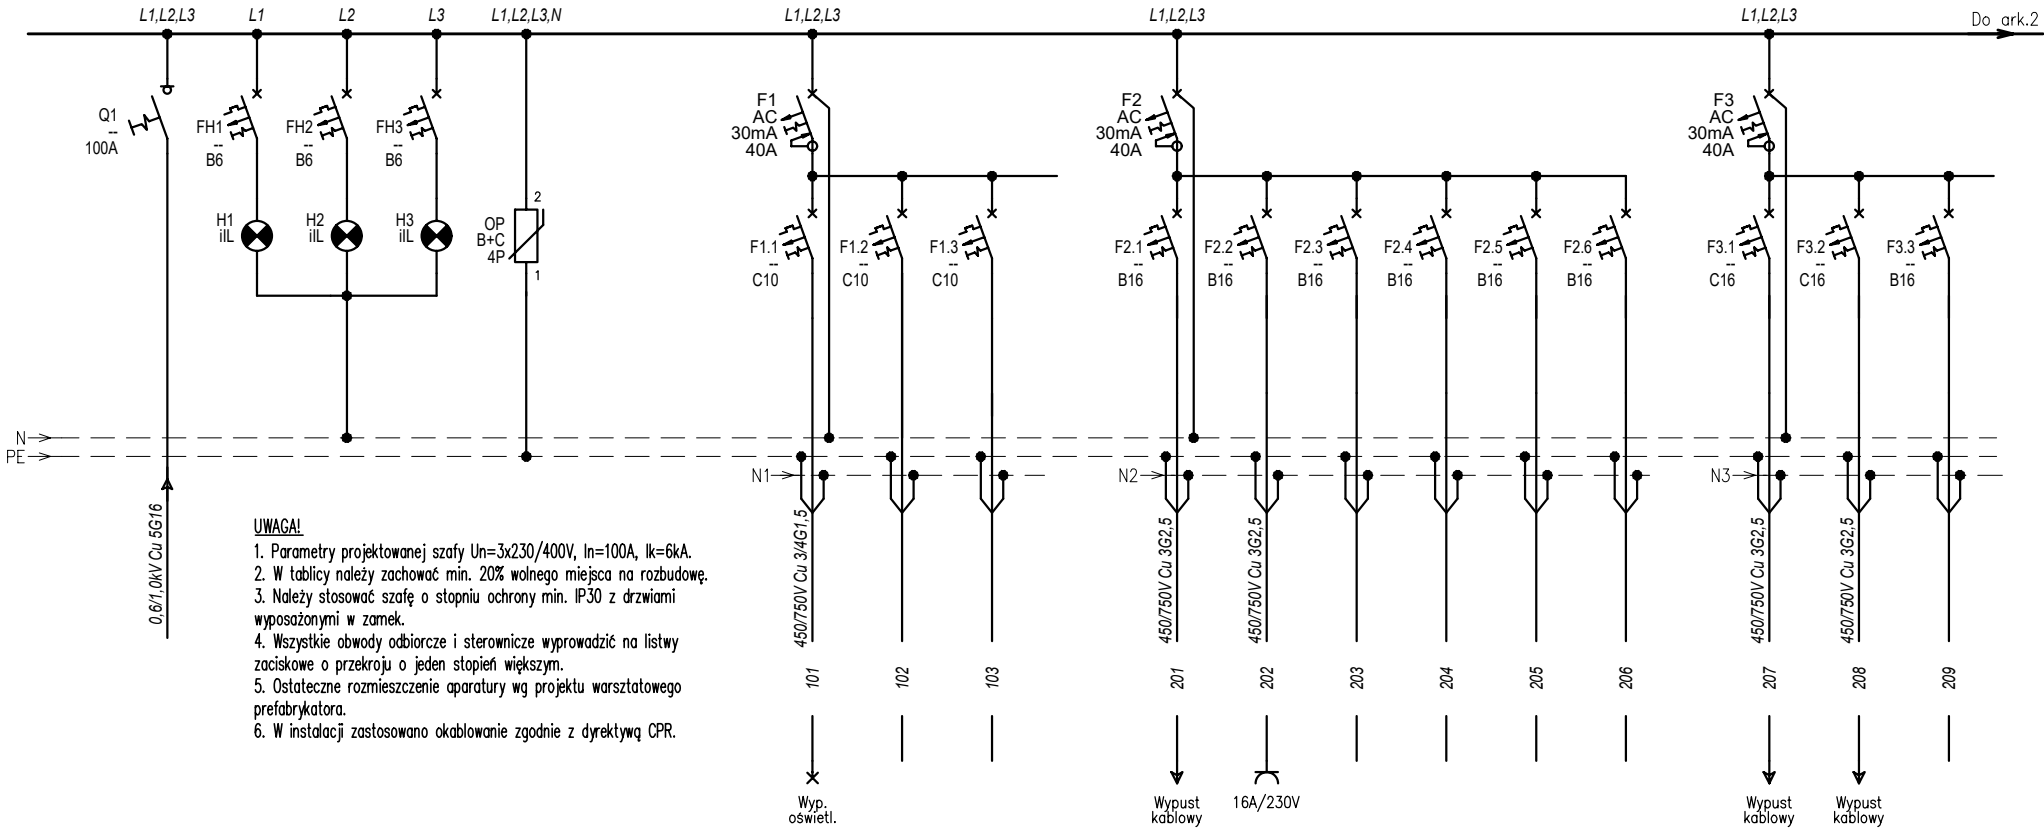 L1,L2,L3
L1
L2
L3
L1,L2,L3,N
L1,L2,L3
L1,L2,L3
L1,L2,L3
Do ark.2
Q1
--
100A
FH1
--
B6
FH2
--
B6
FH3
--
B6
H1
iIL
H2
iIL
H3
iIL
2
OP
B+C
4P
1
F1
AC
30mA
40A
F2
AC
30mA
40A
F3
AC
30mA
40A
F1.1
--
C10
F1.2
--
C10
F1.3
--
C10
F2.1
--
B16
F2.2
--
B16
F2.3
--
B16
F2.4
--
B16
F2.5
--
B16
F2.6
--
B16
F3.1
--
C16
F3.2
--
C16
F3.3
--
B16
N
PE
N1
N2
N3
0,6/1,0kV Cu 5G16
UWAGA!
1. Parametry projektowanej szafy Un=3x230/400V, In=100A, Ik=6kA.
2. W tablicy należy zachować min. 20% wolnego miejsca na rozbudowę.
3. Należy stosować szafę o stopniu ochrony min. IP30 z drzwiami
wyposażonymi w zamek.
4. Wszystkie obwody odbiorcze i sterownicze wyprowadzić na listwy
zaciskowe o przekroju o jeden stopień większym.
5. Ostateczne rozmieszczenie aparatury wg projektu warsztatowego
prefabrykatora.
6. W instalacji zastosowano okablowanie zgodnie z dyrektywą CPR.
450/750V Cu 3/4G1,5
450/750V Cu 3G2,5
450/750V Cu 3G2,5
450/750V Cu 3G2,5
450/750V Cu 3G2,5
101
102
103
201
202
203
204
205
206
207
208
209
Wyp.
oświetl.
Wypust
kablowy
16A/230V
Wypust
kablowy
Wypust
kablowy